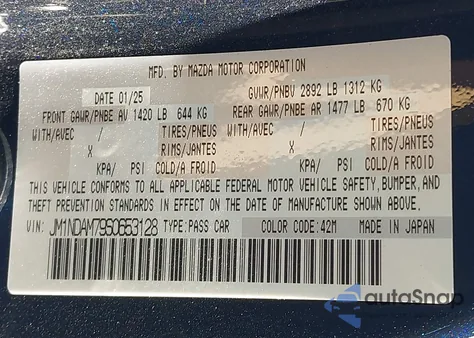 MFD. BY MAZDA MOTOR CORPORATION
DATE 01/25 GVWR/PNBV 2892 LB 1312 KG
FRONT GAWR/PNBE AV 1420 LB 644 KG REAR GAWR/PNBE AR 1477 LB 670 KG
WITH/AVEC / TIRES/PNEUS WITH/AVEC / TIRES/PNEUS
X RIMS/JANTES X RIMS/JANTES
KPA/ PSI COLD/A FROID KPA/ PSI COLD/A FROID
THIS VEHICLE CONFORMS TO ALL APPLICABLE FEDERAL MOTOR VEHICLE SAFETY, BUMPER, AND
THEFT PREVENTION STANDARDS IN EFFECT ON THE DATE OF MANUFACTURE SHOWN ABOVE.
VIN: JM1NDAM79S0653128 TYPE: PASS CAR COLOR CODE: 42M MADE IN JAPAN
autoSnap